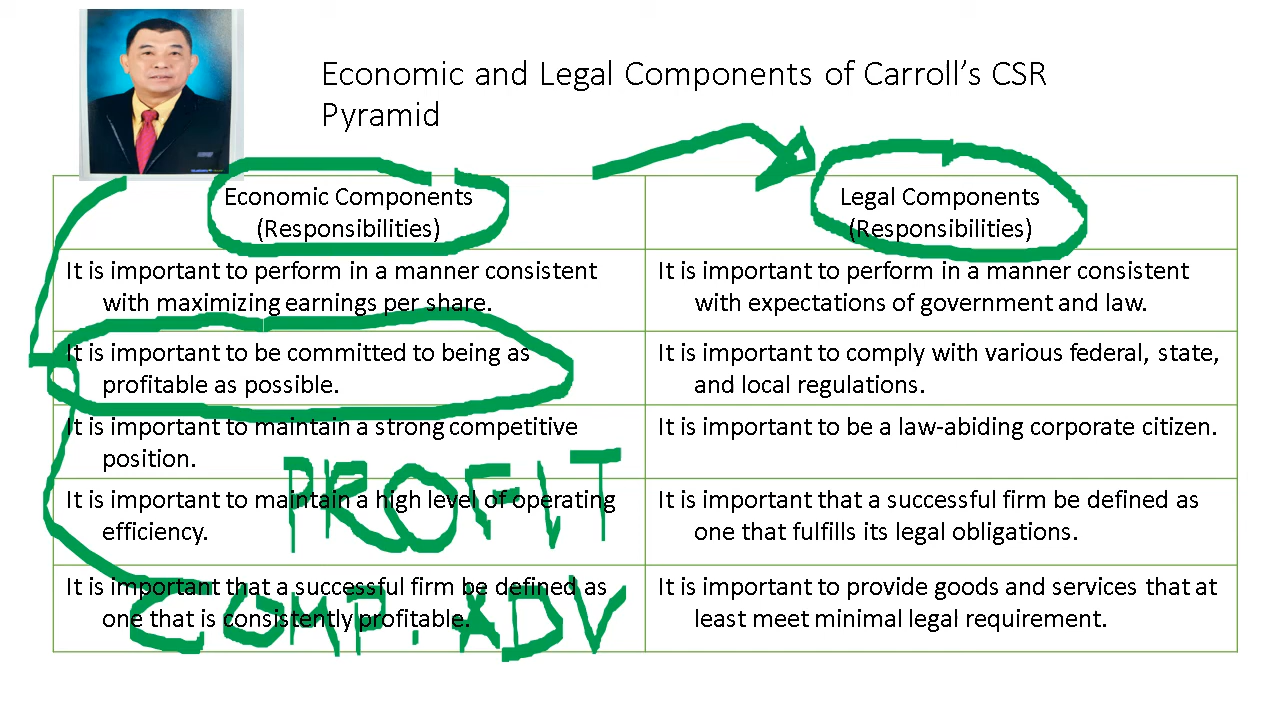 Economic and Legal Components of Carroll’s CSR
Pyramid
Economic Components
(Responsibilities)
Legal Components
(Responsibilities)
It is important to perform in a manner consistent
with maximizing earnings per share.
It is important to perform in a manner consistent
with expectations of government and law.
It is important to be committed to being as
profitable as possible.
It is important to comply with various federal, state,
and local regulations.
It is important to maintain a strong competitive
position.
It is important to be a law-abiding corporate citizen.
PROFIT
It is important to maintain a high level of operating
efficiency.
It is important that a successful firm be defined as
one that fulfills its legal obligations.
It is important that a successful firm be defined as
one that is consistently profitable.
COMP. ADV
It is important to provide goods and services that at
least meet minimal legal requirement.